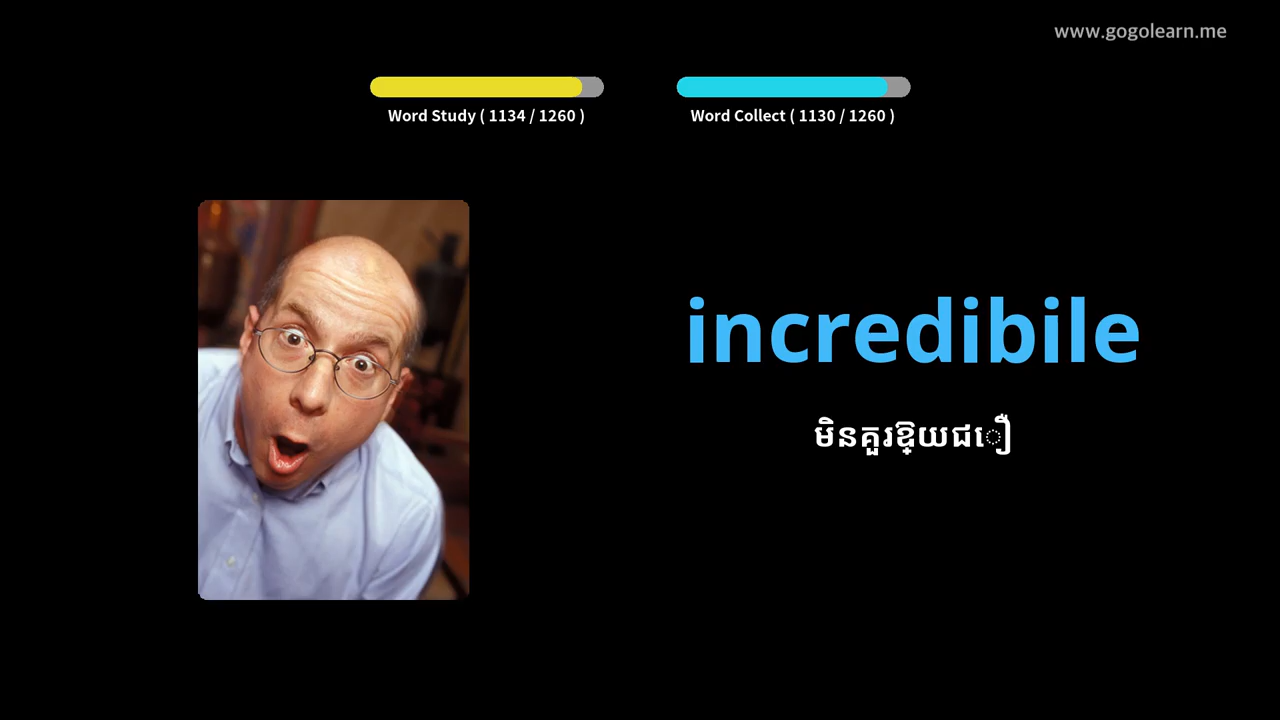 www.gogolearn.me
Word Study ( 1134 / 1260 )
Word Collect ( 1130 / 1260 )
incredibile
មិនគួរឱ្យជឿ